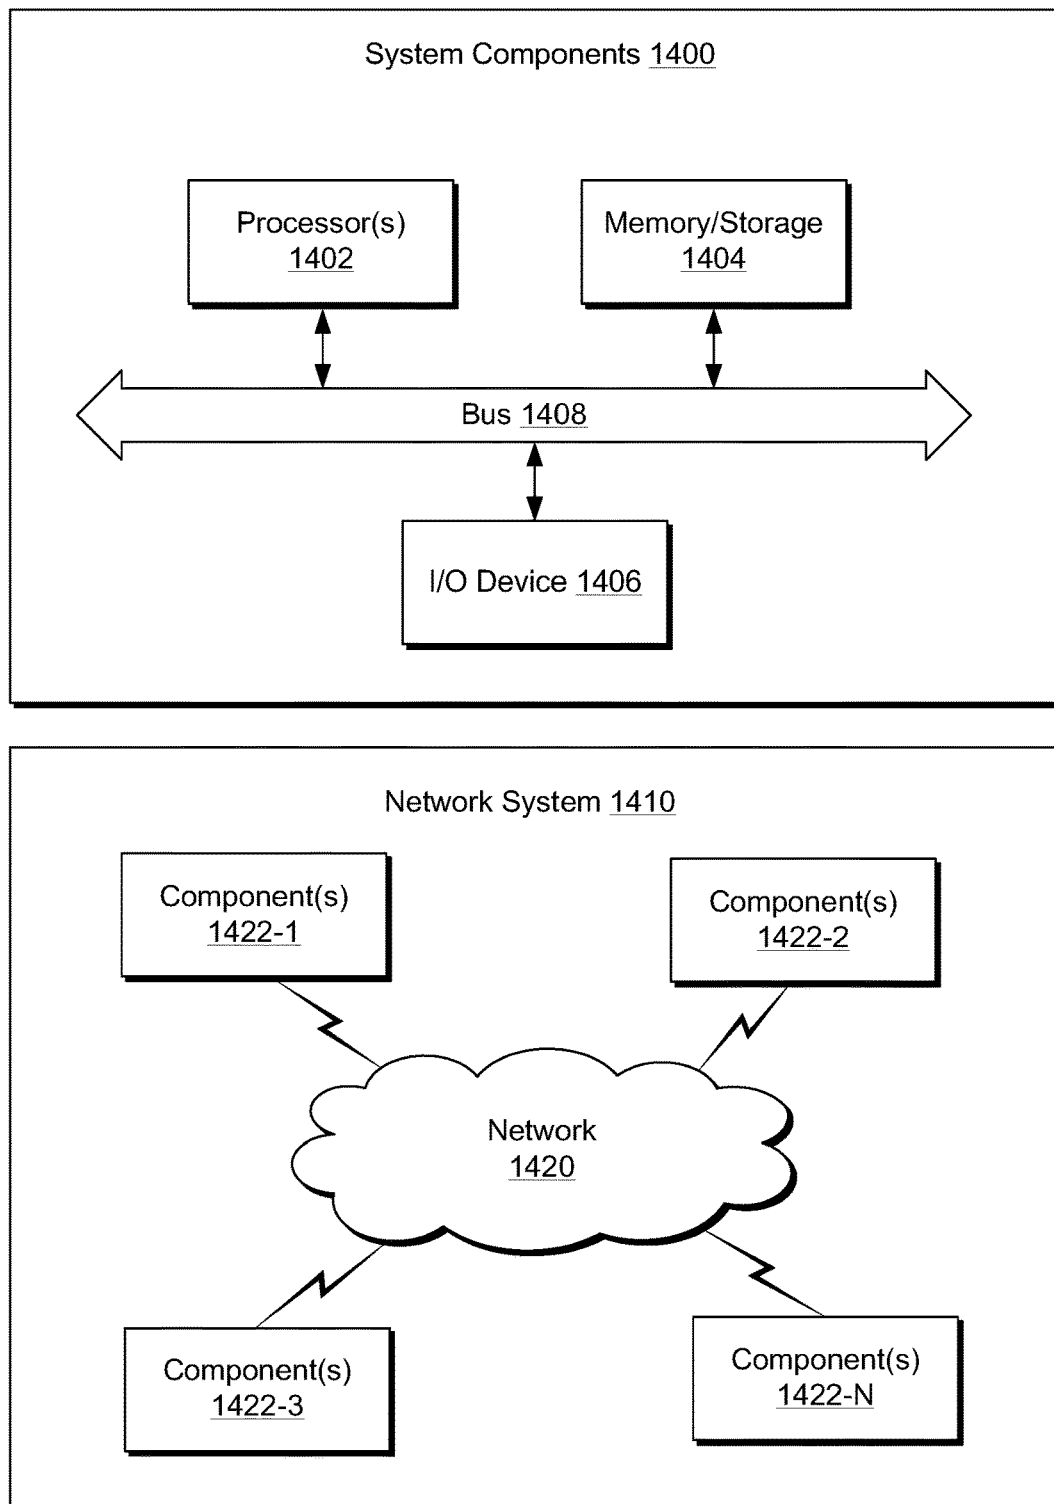 System Components 1400
Processor(s)
1402
Memory/Storage
1404
Bus 1408
I/O Device 1406
Network System 1410
Component(s)
1422-1
Component(s)
1422-2
Network
1420
Component(s)
1422-3
Component(s)
1422-N